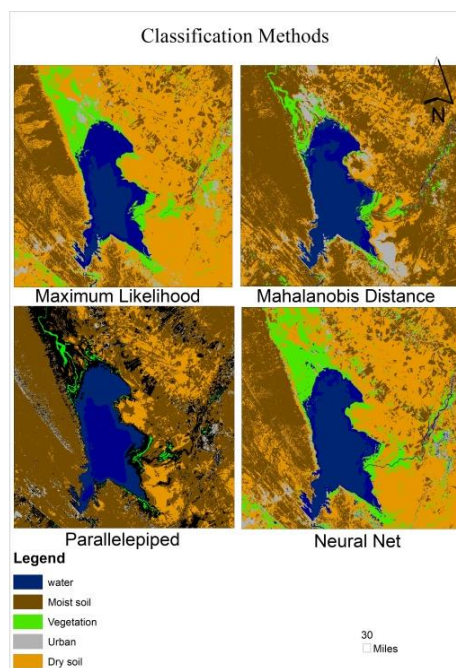 Classification Methods
N
Maximum Likelihood
Mahalanobis Distance
Parallelepiped
Neural Net
Legend
water
Moist soil
Vegetation
Urban
Dry soil
30
Miles